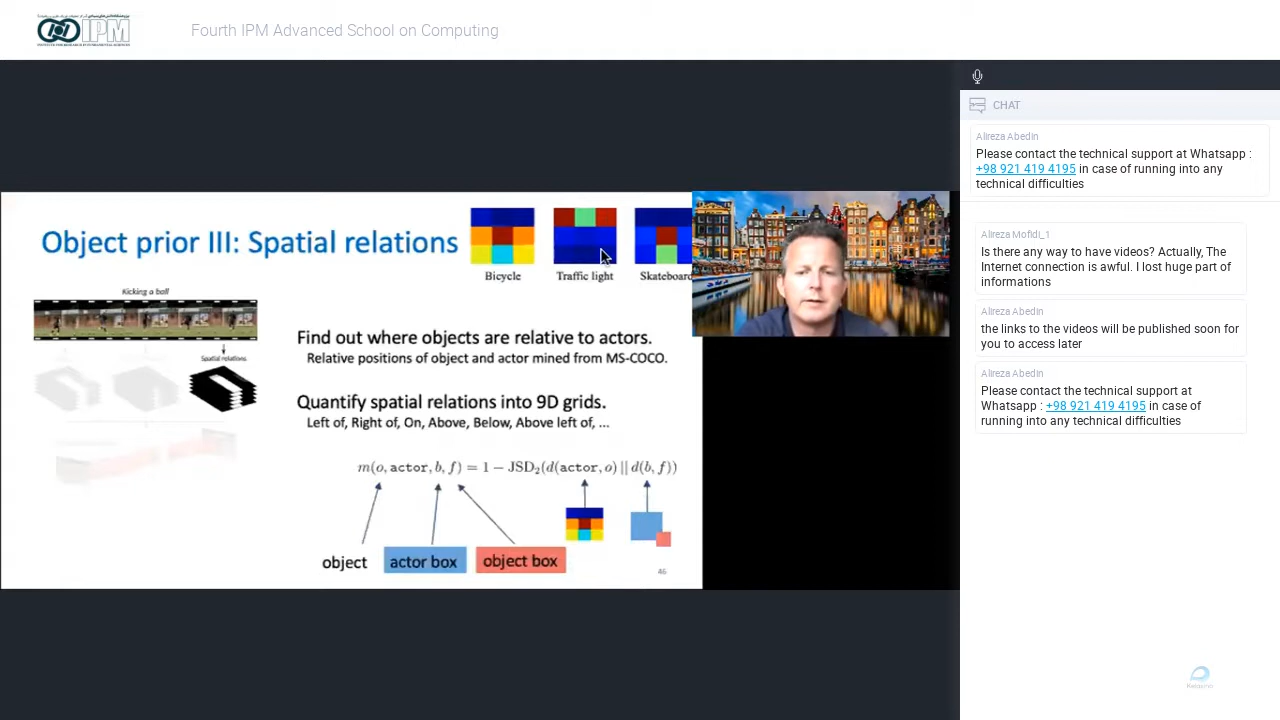 IPM
INSTITUTE FOR RESEARCH IN FUNDAMENTAL SCIENCES
Fourth IPM Advanced School on Computing
CHAT
Alireza Abedin
Please contact the technical support at Whatsapp :
+98 921 419 4195 in case of running into any
technical difficulties
Alireza Mofidi_1
Is there any way to have videos? Actually, The
Internet connection is awful. I lost huge part of
informations
Alireza Abedin
the links to the videos will be published soon for
you to access later
Alireza Abedin
Please contact the technical support at
Whatsapp : +98 921 419 4195 in case of
running into any technical difficulties
Object prior III: Spatial relations
Bicycle
Traffic light
Skateboard
Kicking a ball
Spatial relations
Find out where objects are relative to actors.
Relative positions of object and actor mined from MS-COCO.
Quantify spatial relations into 9D grids.
Left of, Right of, On, Above, Below, Above left of, ...
m(o, actor, b, f) = 1 − JSD₂(d(actor, o) || d(b, f))
object
actor box
object box
46